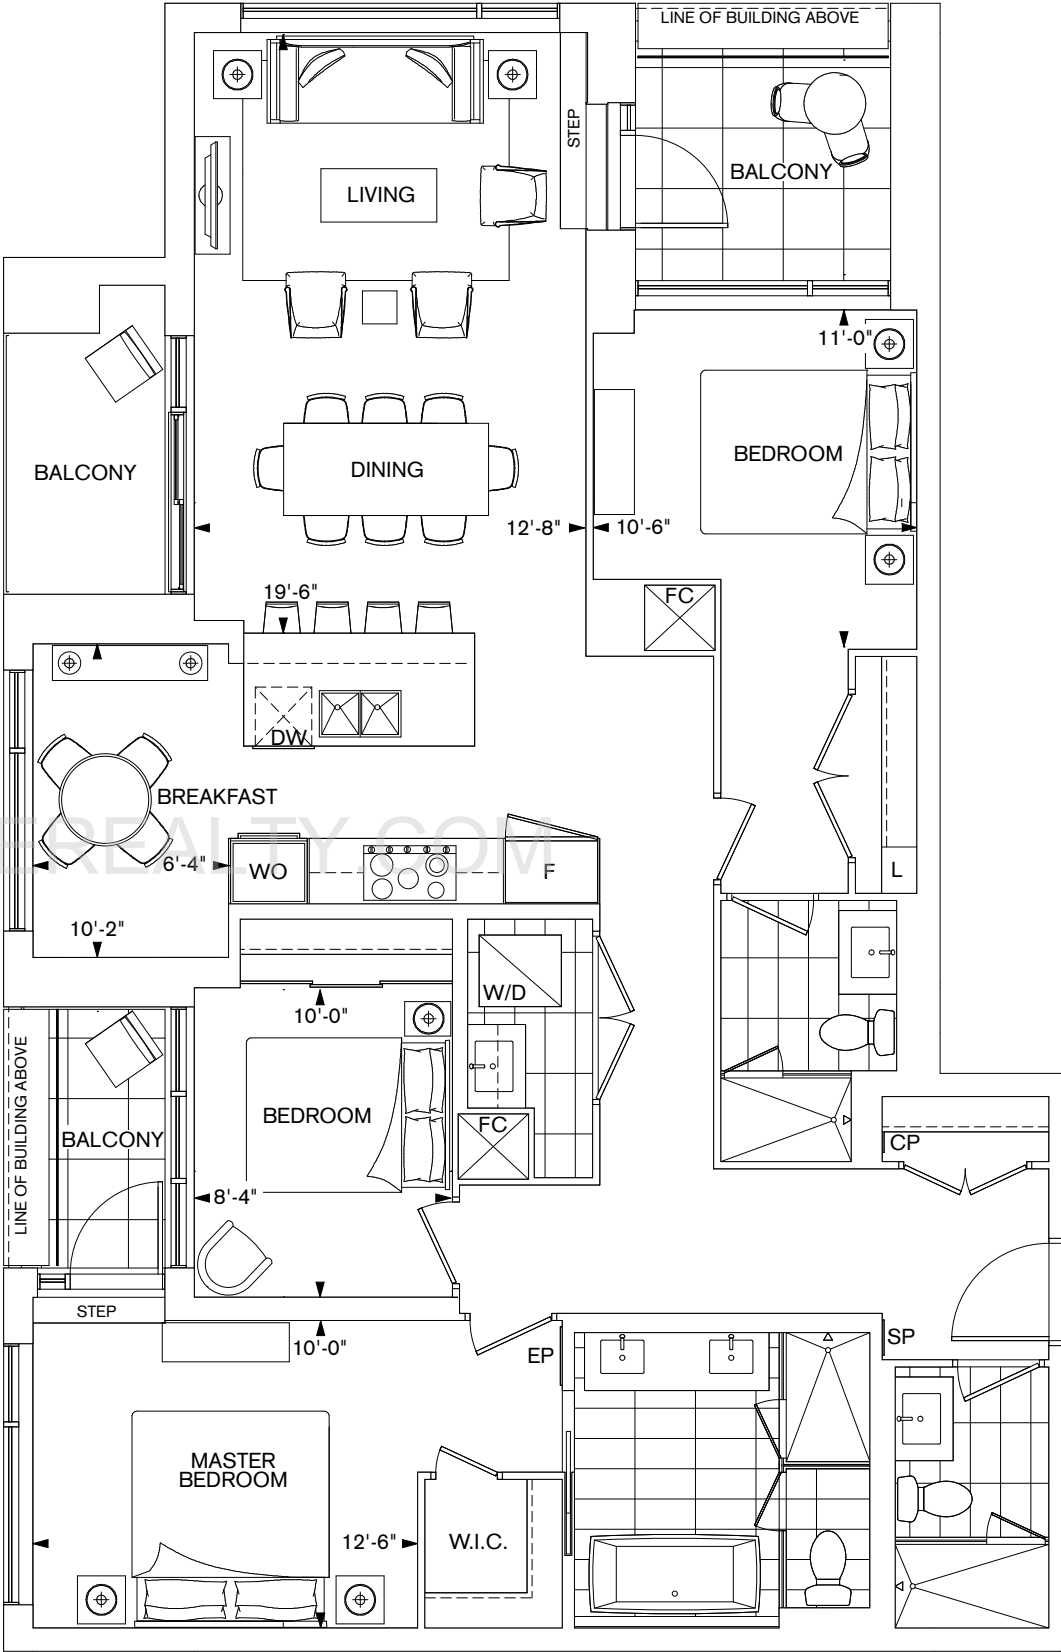 LINE OF BUILDING ABOVE
STEP
BALCONY
LIVING
11'-0"
BEDROOM
BALCONY
DINING
12'-8"
10'-6"
19'-6"
FC
DW
BREAKFAST
EREALTY.COM
6'-4"
WO
F
L
10'-2"
W/D
10'-0"
LINE OF BUILDING ABOVE
BEDROOM
FC
BALCONY
CP
8'-4"
STEP
SP
10'-0"
EP
MASTER
BEDROOM
12'-6"
W.I.C.